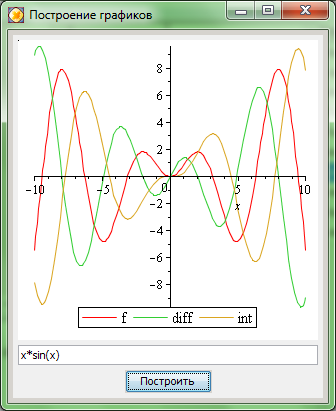 Построение графиков
8
6
4
2
−10 −5 0 5 10
x
−2
−4
−6
−8
f diff int
x*sin(x)
Построить